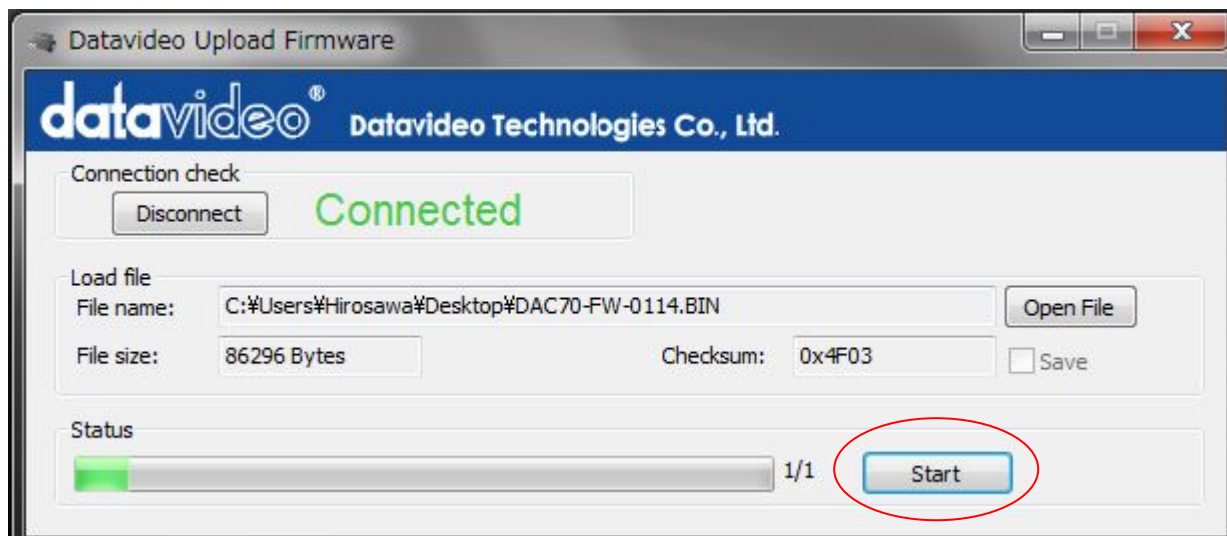 Datavideo Upload Firmware
datavideo® Datavideo Technologies Co., Ltd.
Connection check
Disconnect Connected
Load file
File name: C:¥Users¥Hirosawa¥Desktop¥DAC70-FW-0114.BIN Open File
File size: 86296 Bytes Checksum: 0x4F03 Save
Status
1/1 Start